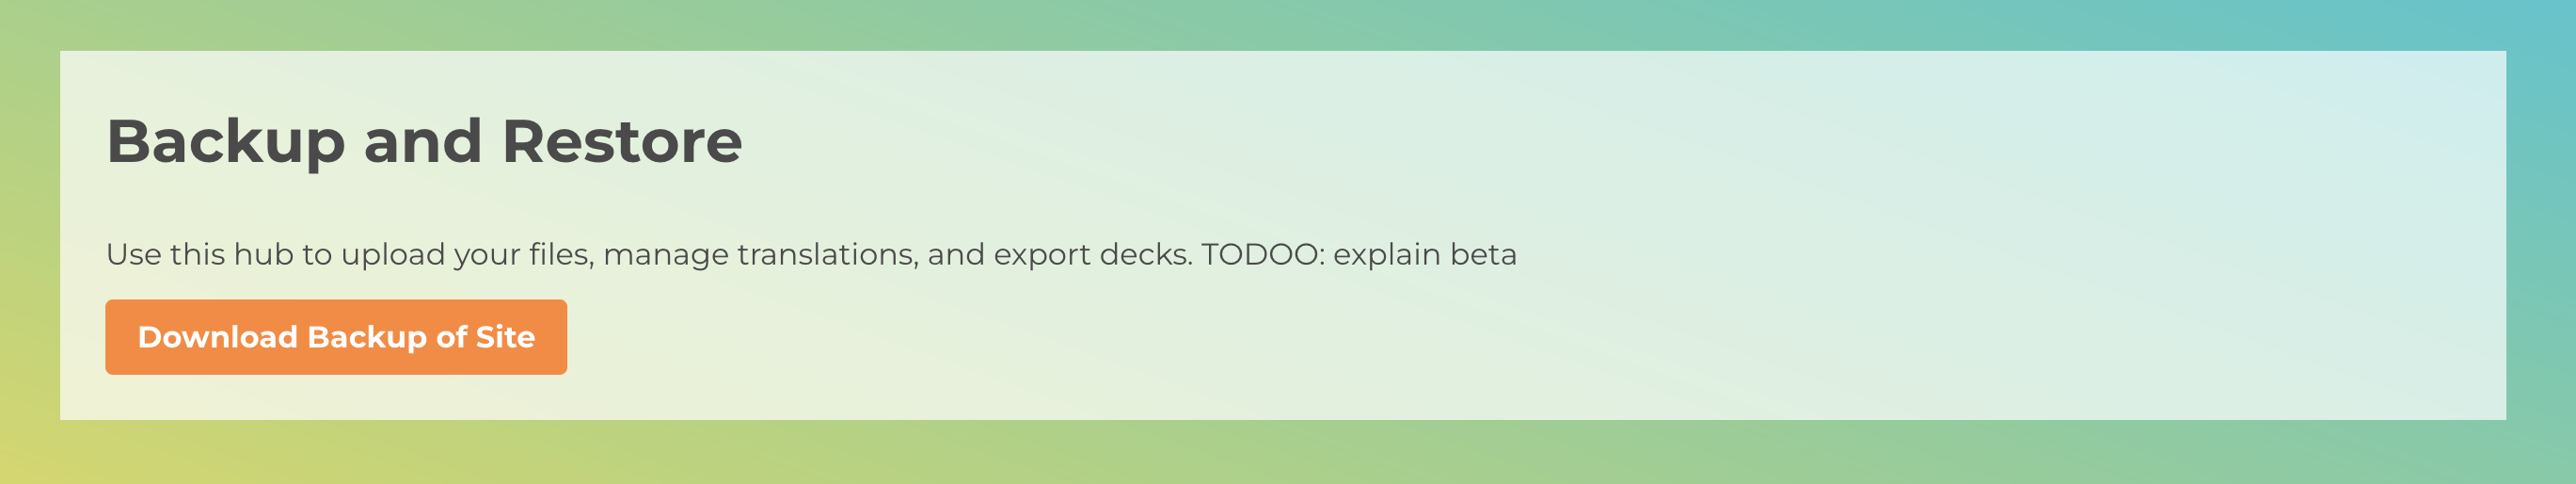 Backup and Restore
Use this hub to upload your files, manage translations, and export decks. TODOO: explain beta
Download Backup of Site